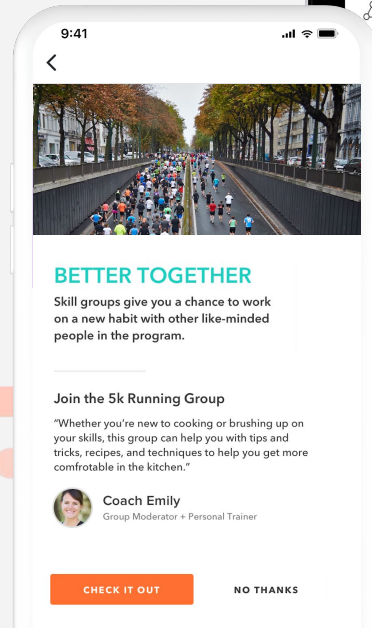 9:41
BETTER TOGETHER
Skill groups give you a chance to work
on a new habit with other like-minded
people in the program.
Join the 5k Running Group
“Whether you’re new to cooking or brushing up on
your skills, this group can help you with tips and
tricks, recipes, and techniques to help you get more
comfrotable in the kitchen.”
Coach Emily
Group Moderator + Personal Trainer
CHECK IT OUT
NO THANKS